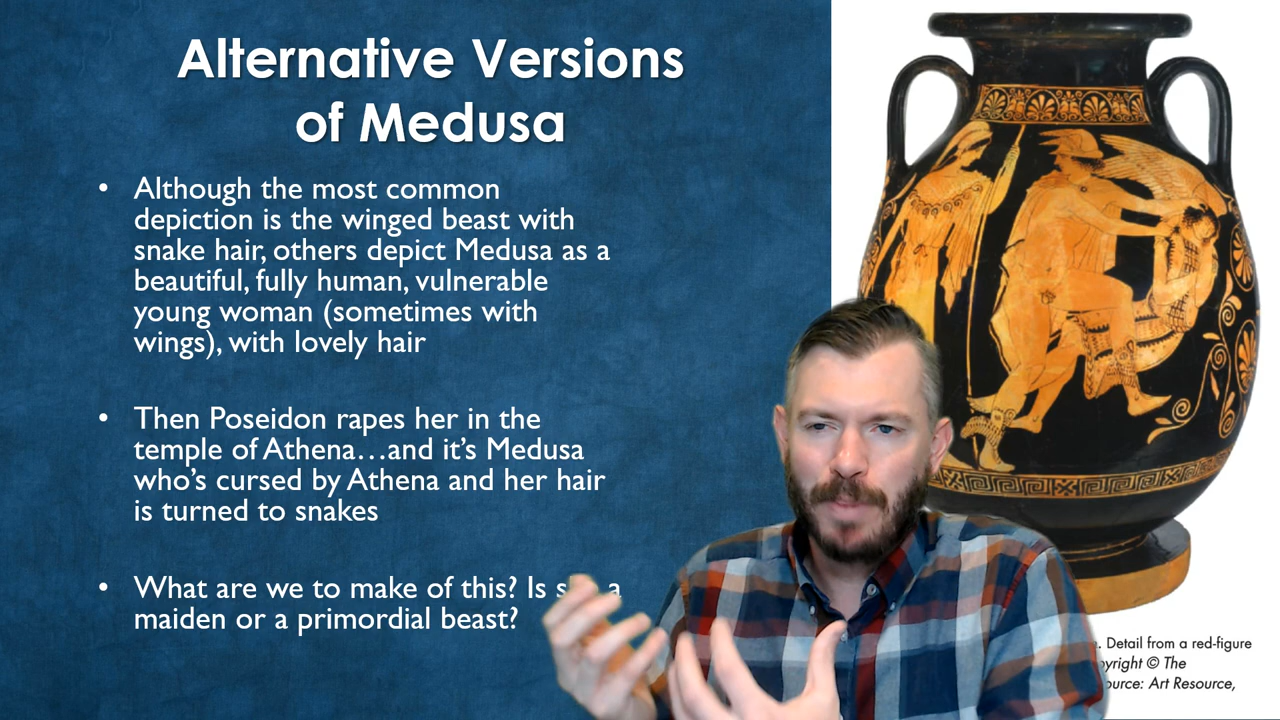 Alternative Versions
of Medusa
• Although the most common
depiction is the winged beast with
snake hair, others depict Medusa as a
beautiful, fully human, vulnerable
young woman (sometimes with
wings), with lovely hair
• Then Poseidon rapes her in the
temple of Athena…and it’s Medusa
who’s cursed by Athena and her hair
is turned to snakes
• What are we to make of this? Is a
maiden or a primordial beast?
. Detail from a red-figure
© The
Art Resource,